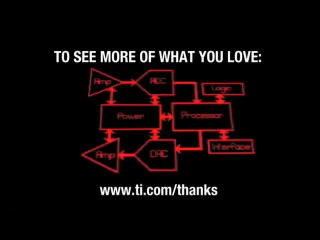 TO SEE MORE OF WHAT YOU LOVE:
Amp
ADC
Logic
Power
Processor
Amp
DAC
Interface
www.ti.com/thanks